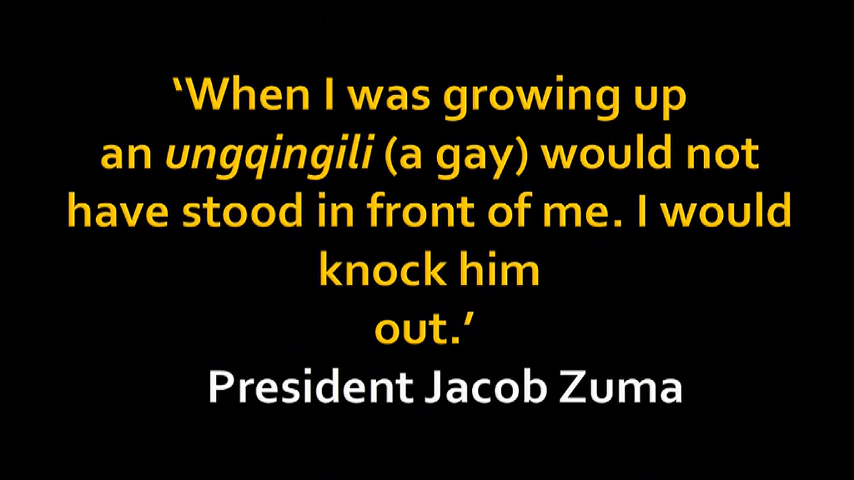 ‘When I was growing up
an ungqingili (a gay) would not
have stood in front of me. I would
knock him
out.’
President Jacob Zuma